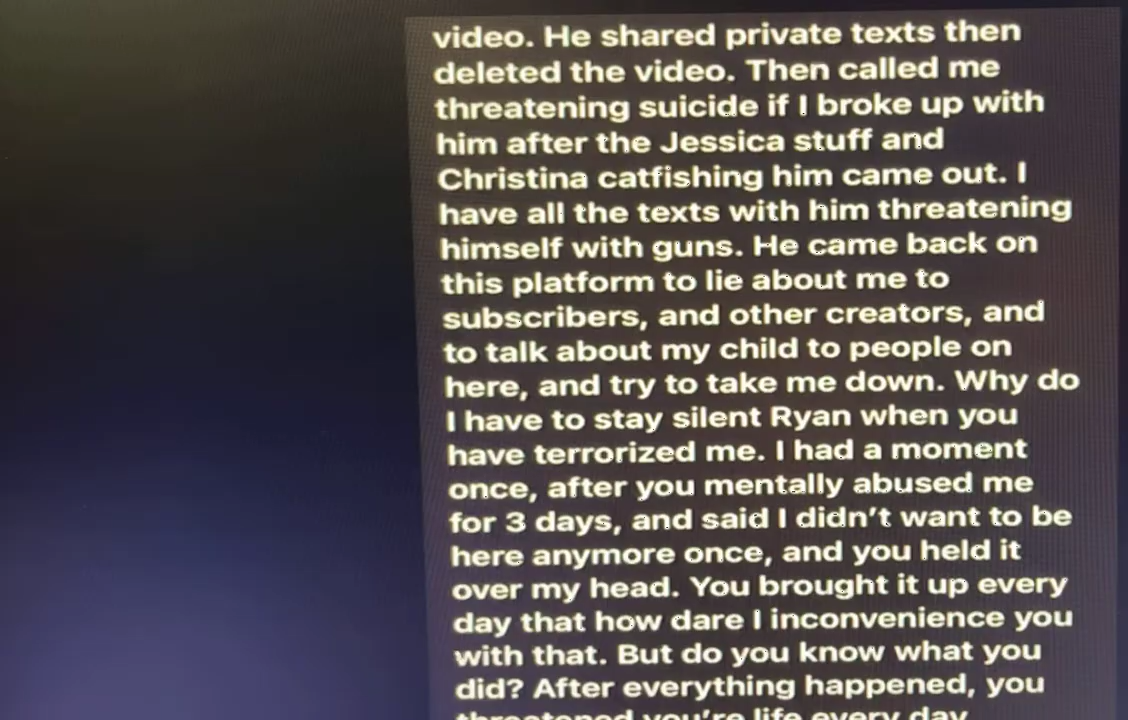 video. He shared private texts then
deleted the video. Then called me
threatening suicide if I broke up with
him after the Jessica stuff and
Christina catfishing him came out. I
have all the texts with him threatening
himself with guns. He came back on
this platform to lie about me to
subscribers, and other creators, and
to talk about my child to people on
here, and try to take me down. Why do
I have to stay silent Ryan when you
have terrorized me. I had a moment
once, after you mentally abused me
for 3 days, and said I didn’t want to be
here anymore once, and you held it
over my head. You brought it up every
day that how dare I inconvenience you
with that. But do you know what you
did? After everything happened, you
threatened you’re life every day